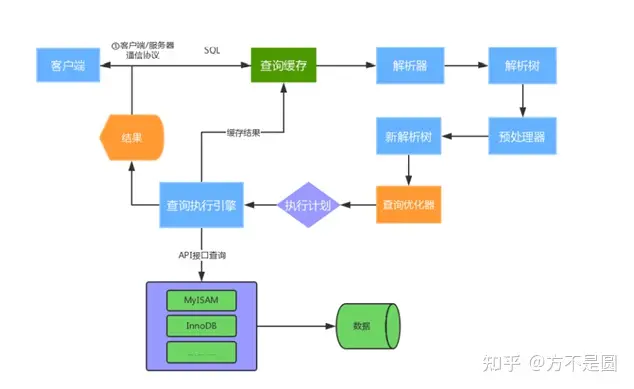 ①客户端/服务器
通信协议
SQL
客户端
查询缓存
解析器
解析树
结果
缓存结果
新解析树
预处理器
查询执行引擎
执行计划
查询优化器
API接口查询
MyISAM
InnoDB
............
数据
知乎 @方不是圆